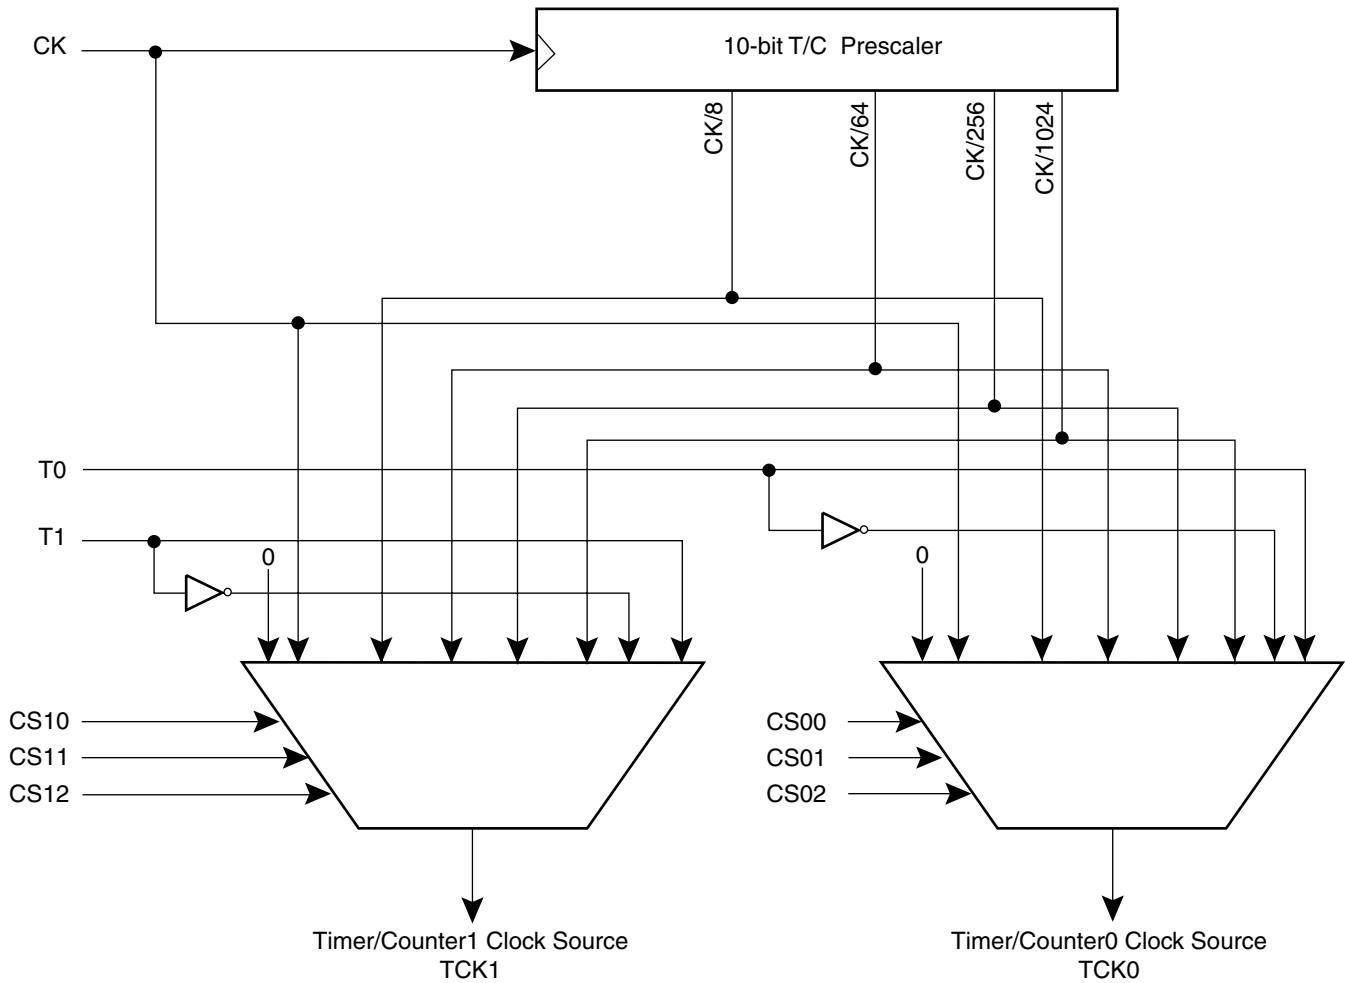 CK
10-bit T/C Prescaler
CK/8
CK/64
CK/256
CK/1024
T0
T1
0
0
CS10
CS11
CS12
CS00
CS01
CS02
Timer/Counter1 Clock Source
TCK1
Timer/Counter0 Clock Source
TCK0